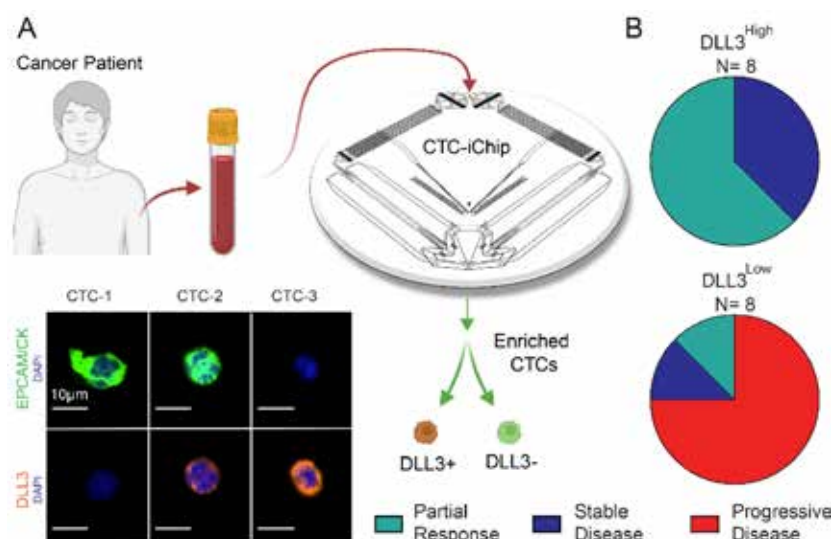 A
Cancer Patient
CTC-iChip
CTC-1
CTC-2
CTC-3
EPCAM/CK
DAPI
10µm
DLL3
DAPI
Enriched
CTCs
DLL3+
DLL3-
B
DLL3High
N= 8
DLL3Low
N= 8
Partial
Response
Stable
Disease
Progressive
Disease